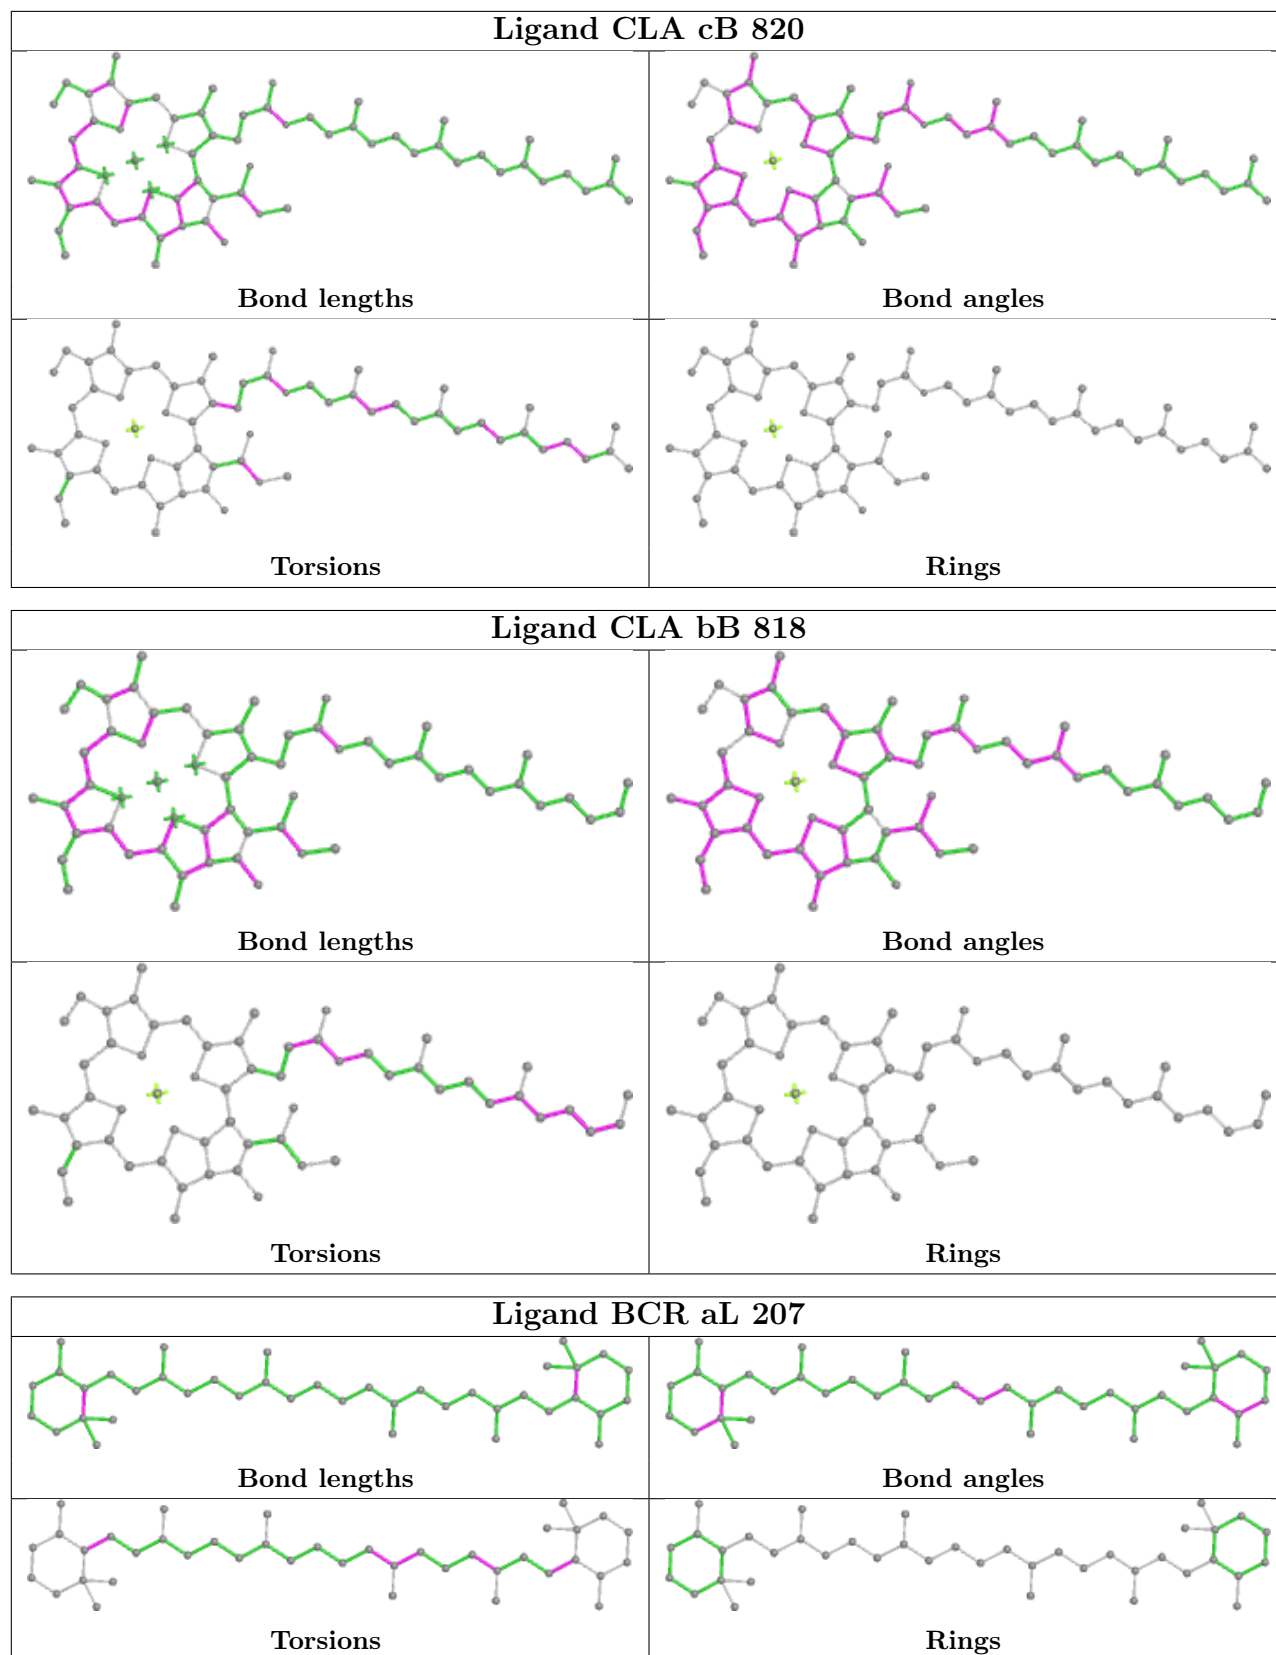 Ligand CLA cB 820
Bond lengths
Bond angles
Torsions
Rings
Ligand CLA bB 818
Bond lengths
Bond angles
Torsions
Rings
Ligand BCR aL 207
Bond lengths
Bond angles
Torsions
Rings